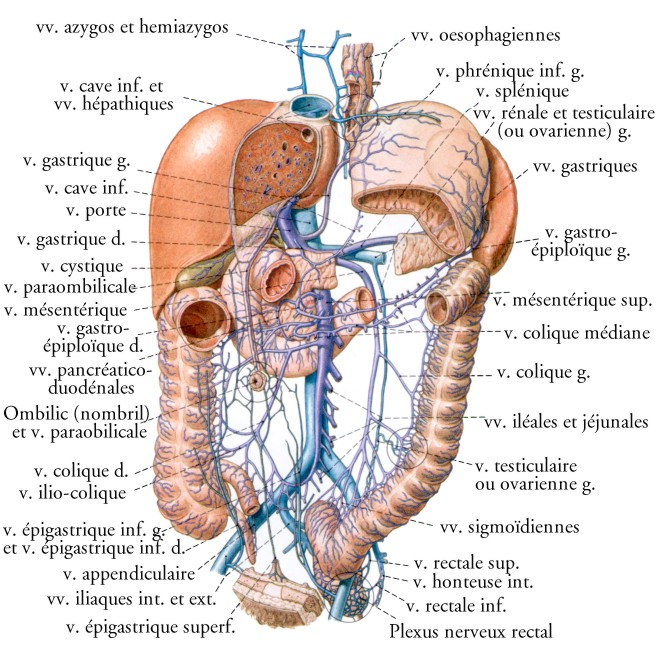 vv. azygos et hemiazygos
v. cave inf. et
vv. hépathiques
v. gastrique g.
v. cave inf.
v. porte
v. gastrique d.
v. cystique
v. paraombilicale
v. mésentérique
v. gastro-
épiploïque d.
vv. pancréatico-
duodénales
Ombilic (nombril)
et v. paraobilicale
v. colique d.
v. ilio-colique
v. épigastrique inf. g.
et v. épigastrique inf. d.
v. appendiculaire
vv. iliaques int. et ext.
v. épigastrique superf.
vv. oesophagiennes
v. phrénique inf. g.
v. splénique
vv. rénale et testiculaire
(ou ovarienne) g.
vv. gastriques
v. gastro-
épiploïque g.
v. mésentérique sup.
v. colique médiane
v. colique g.
vv. iléales et jéjunales
v. testiculaire
ou ovarienne g.
vv. sigmoïdiennes
v. rectale sup.
v. honteuse int.
v. rectale inf.
Plexus nerveux rectal